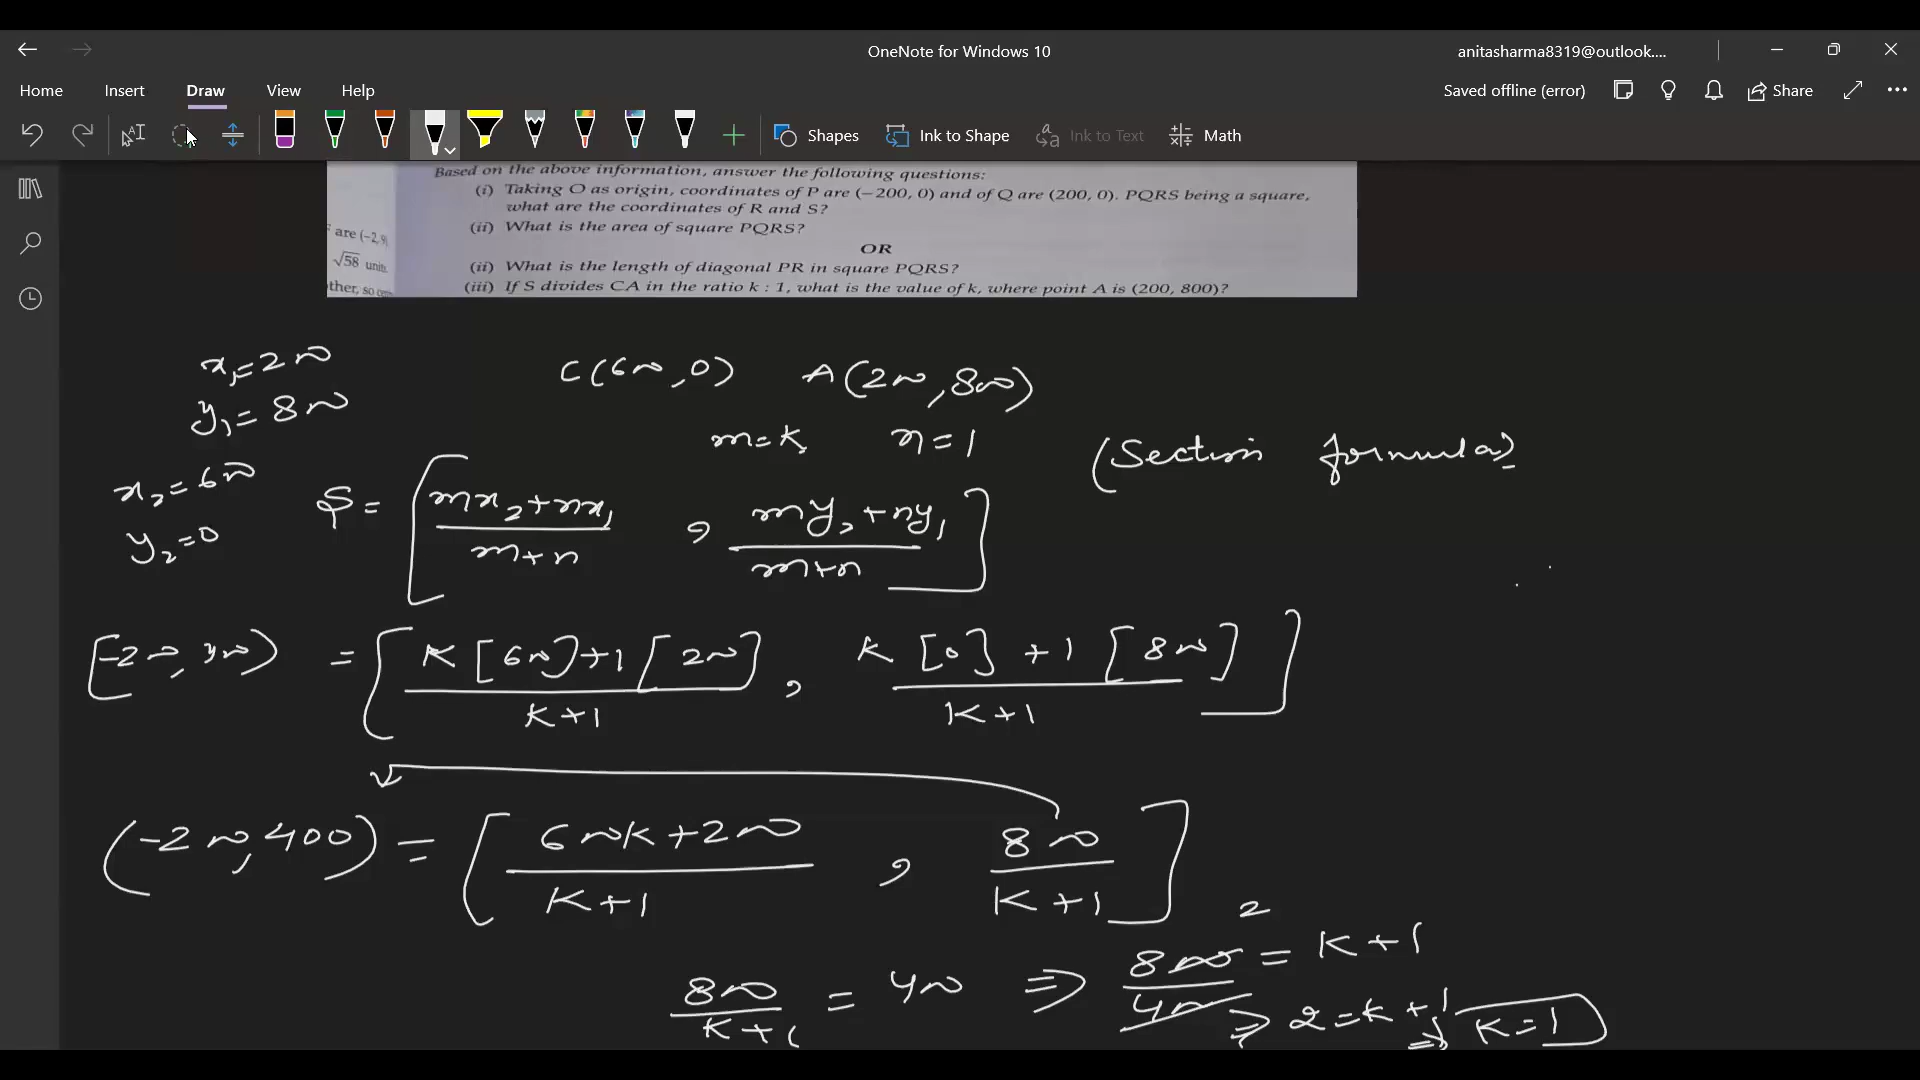 OneNote for Windows 10
anitasharma8319@outlook....
Home Insert Draw View Help
Saved offline (error) Share
Shapes Ink to Shape Ink to Text Math
Based on the above information, answer the following questions:
(i) Taking O as origin, coordinates of P are (−200, 0) and of Q are (200, 0). PQRS being a square,
what are the coordinates of R and S?
(ii) What is the area of square PQRS?
are (−2, 9)
OR
√58 units.
(ii) What is the length of diagonal PR in square PQRS?
ther, so
(iii) If S divides CA in the ratio k : 1, what is the value of k, where point A is (200, 800)?
x₁=200
C(600,0) A(200,800)
y₁=800
m=k n=1 (Section formula)
x₂=600
S=[mx₂+nx₁/m+n , my₂+ny₁/m+n]
y₂=0
=[K[600]+1[200]/K+1 , K[0]+1[800]/K+1]
(-200,400)=[600K+200/K+1 , 800/K+1]
2
800/K+1 = 400 ⇒ 800/400 = K+1
⇒ 2=K+1 ⇒ K=1